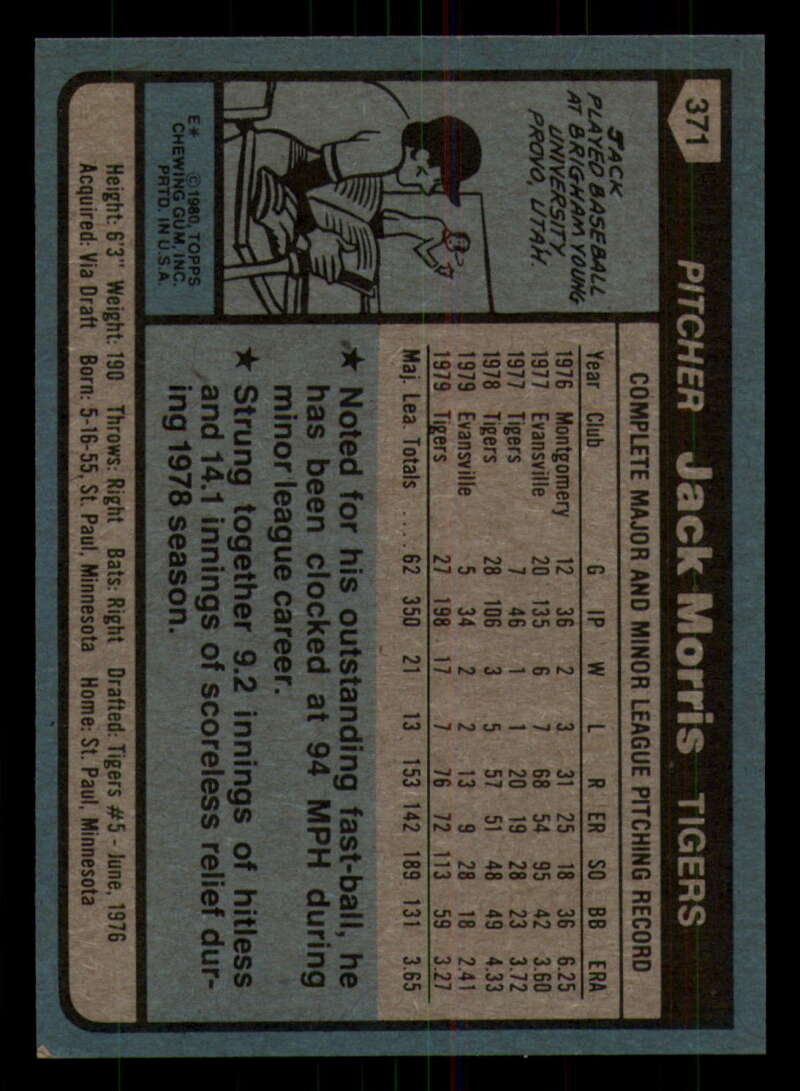 371
PITCHER Jack Morris TIGERS
JACK
PLAYED BASEBALL
AT BRIGHAM YOUNG
UNIVERSITY
PROVO, UTAH.
E* ©1980, TOPPS
CHEWING GUM, INC.
PRTD. IN U.S.A.
COMPLETE MAJOR AND MINOR LEAGUE PITCHING RECORD
Year Club G IP W L R ER SO BB ERA
1976 Montgomery 12 36 2 3 31 25 18 36 6.25
1977 Evansville 20 135 6 7 68 54 95 42 3.60
1977 Tigers 7 46 1 1 20 19 28 23 3.72
1978 Tigers 28 106 3 5 57 51 48 49 4.33
1979 Evansville 5 34 2 2 13 9 28 18 2.41
1979 Tigers 27 198 17 7 76 72 113 59 3.27
Maj. Lea. Totals ....62 350 21 13 153 142 189 131 3.65
★ Noted for his outstanding fast-ball, he
has been clocked at 94 MPH during
minor league career.
★ Strung together 9.2 innings of hitless
and 14.1 innings of scoreless relief dur-
ing 1978 season.
Height: 6'3" Weight: 190 Throws: Right Bats: Right Drafted: Tigers #5 - June, 1976
Acquired: Via Draft Born: 5-16-55, St. Paul, Minnesota Home: St. Paul, Minnesota